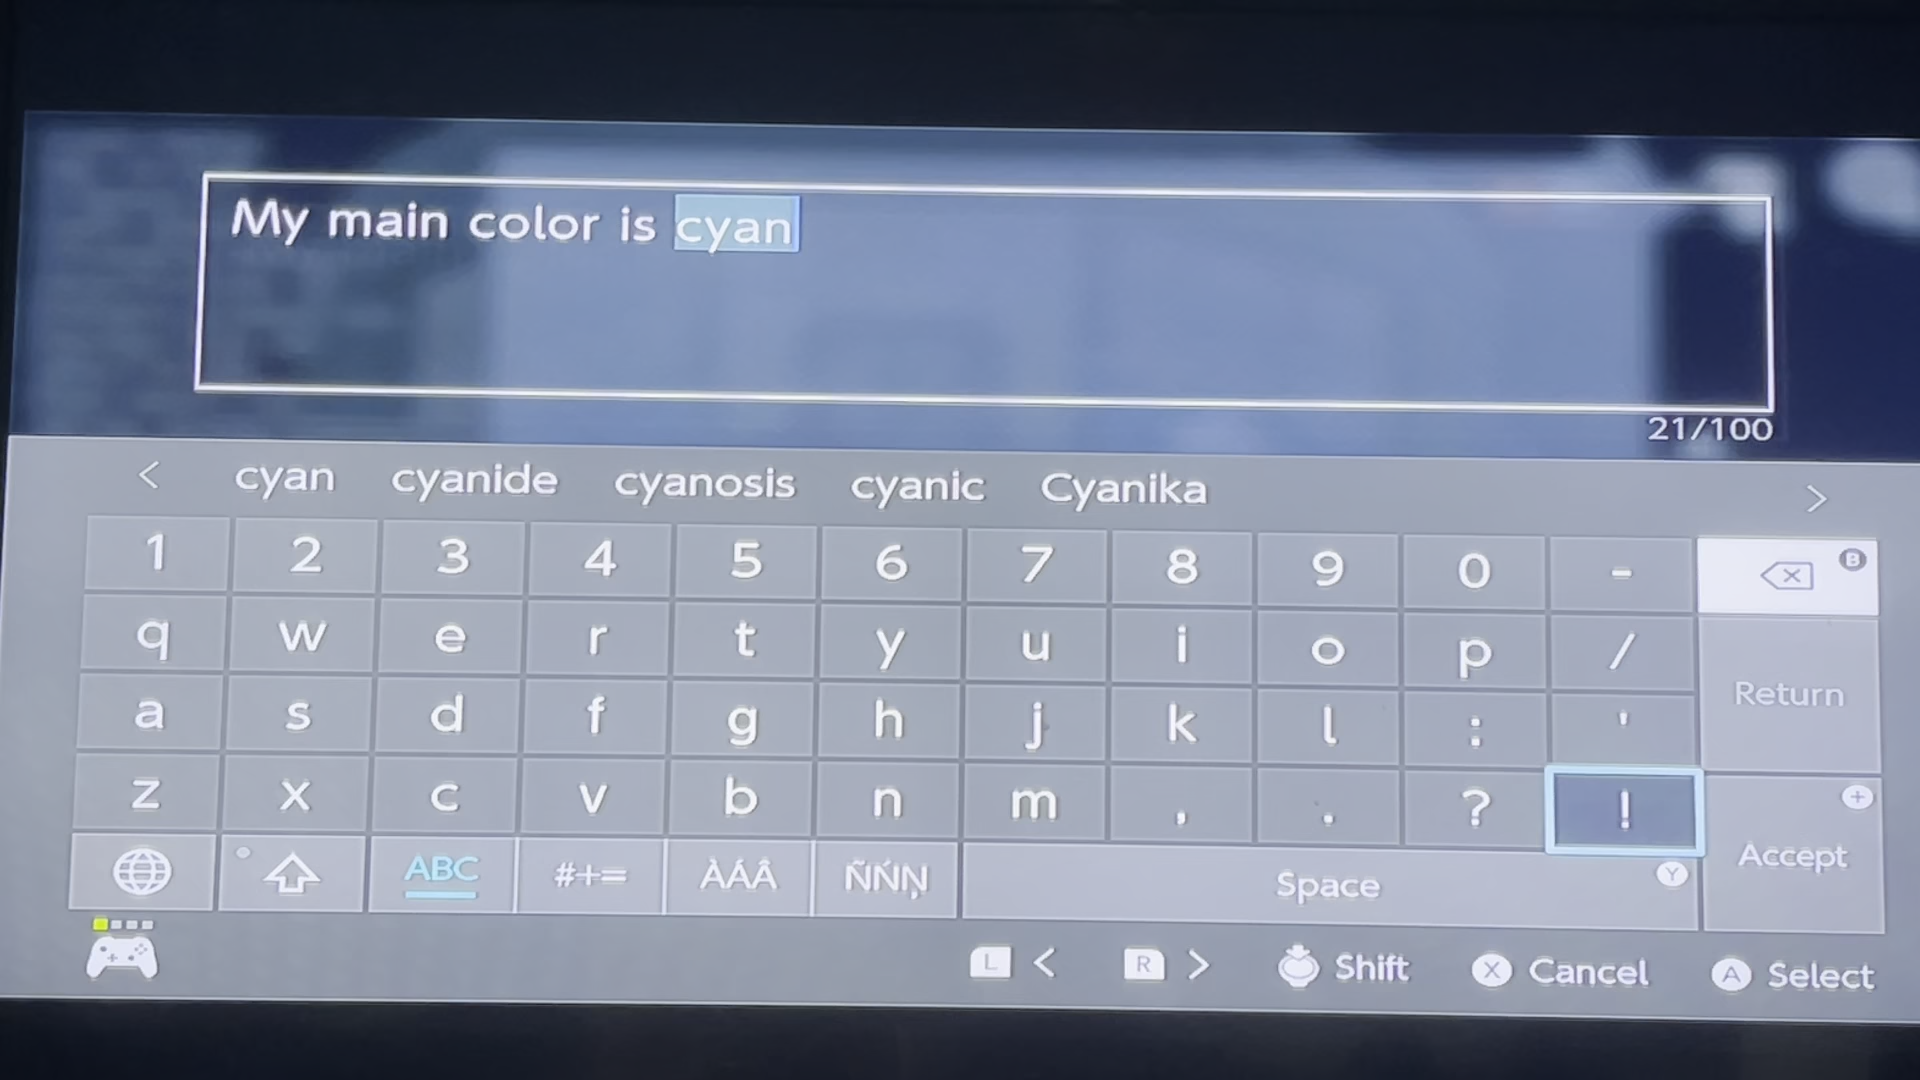 My main color is cyan
21/100
< cyan cyanide cyanosis cyanic Cyanika >
1 2 3 4 5 6 7 8 9 0 - B
q w e r t y u i o p /
Return
a s d f g h j k l : '
z x c v b n m , . ? ! +
Accept
ABC #+= ÀÁÂ ÑŃŅ Space Y
L < R > Shift X Cancel A Select